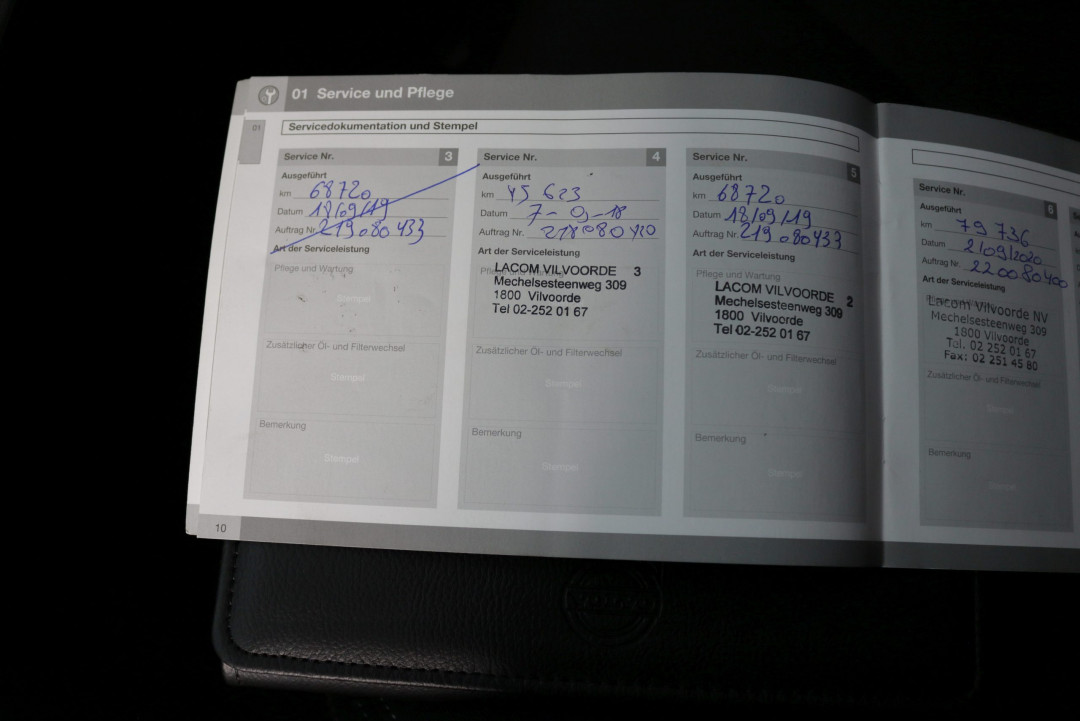 01 Service und Pflege
01
Servicedokumentation und Stempel
Service Nr. 3
Ausgeführt
km 68720
Datum 18/09/19
Auftrag Nr. 219080433
Art der Serviceleistung
Pflege und Wartung
Stempel
Zusätzlicher Öl- und Filterwechsel
Stempel
Bemerkung
Stempel
Service Nr. 4
Ausgeführt
km 45623
Datum 7-9-18
Auftrag Nr. 218080420
Art der Serviceleistung
LACOM VILVOORDE 3
Mechelsesteenweg 309
1800 Vilvoorde
Tel 02-252 01 67
Zusätzlicher Öl- und Filterwechsel
Stempel
Bemerkung
Stempel
Service Nr. 5
Ausgeführt
km 68720
Datum 18/09/19
Auftrag Nr. 219080433
Art der Serviceleistung
Pflege und Wartung
LACOM VILVOORDE 2
Mechelsesteenweg 309
1800 Vilvoorde
Tel 02-252 01 67
Zusätzlicher Öl- und Filterwechsel
Stempel
Bemerkung
Stempel
Service Nr. 6
Ausgeführt
km 79736
Datum 2/09/2020
Auftrag Nr. 220080400
Art der Serviceleistung
Lacom Vilvoorde NV
Mechelsesteenweg 309
1800 Vilvoorde
Tel. 02 252 01 67
Fax: 02 251 45 80
Zusätzlicher Öl- und Filterwechsel
Stempel
Bemerkung
Stempel
10